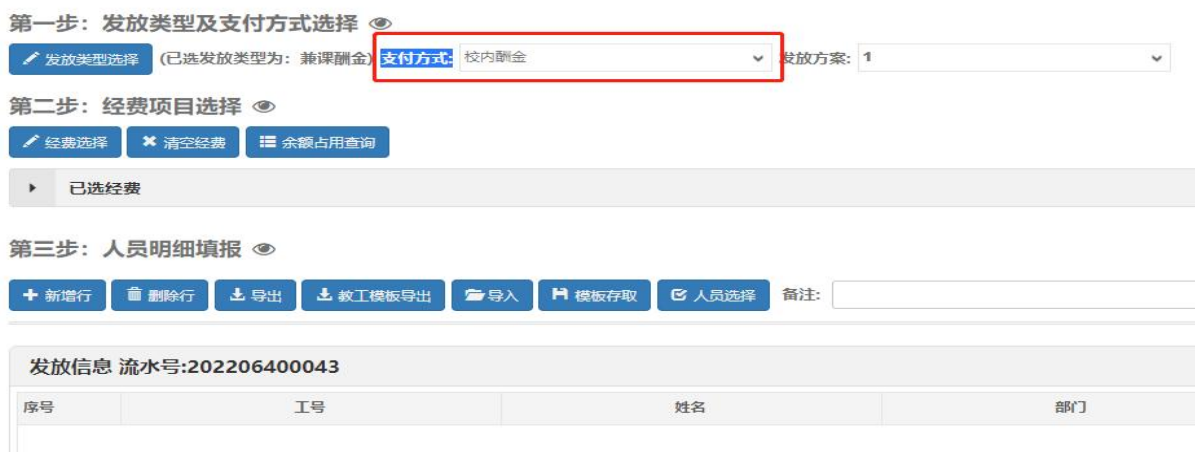 第一步：发放类型及支付方式选择
发放类型选择 (已选发放类型为：兼课酬金) 支付方式: 校内酬金 发放方案: 1
第二步：经费项目选择
经费选择 清空经费 余额占用查询
已选经费
第三步：人员明细填报
新增行 删除行 导出 教工模板导出 导入 模板存取 人员选择 备注:
发放信息 流水号:202206400043
序号 工号 姓名 部门